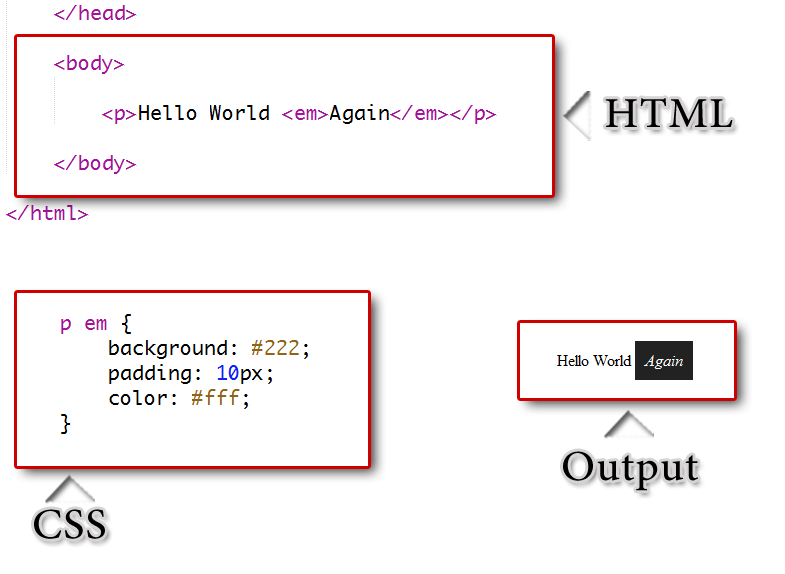 </head>
<body>
<p>Hello World <em>Again</em></p>
</body>
</html>
HTML
p em {
background: #222;
padding: 10px;
color: #fff;
}
CSS
Hello World Again
Output